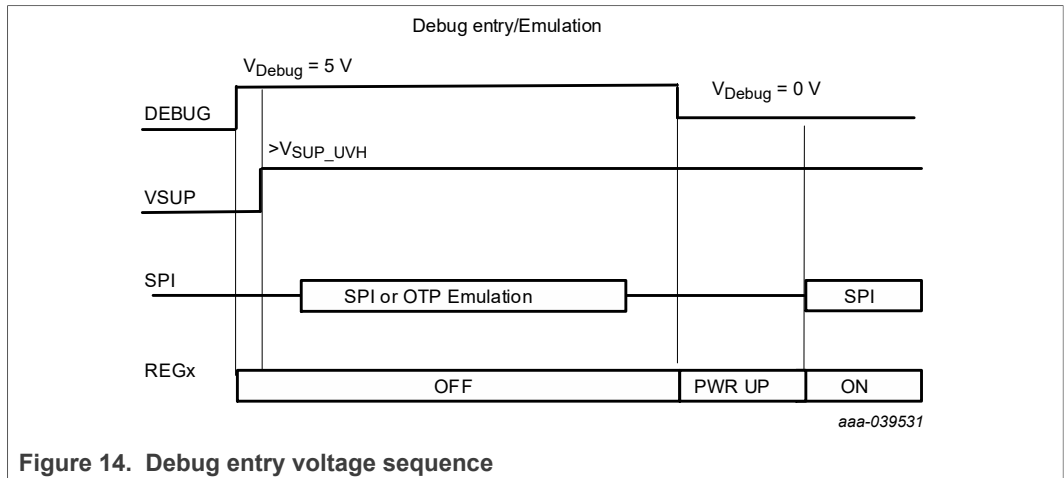 Debug entry/Emulation
VDebug = 5 V
VDebug = 0 V
DEBUG
>VSUP_UVH
VSUP
SPI
SPI or OTP Emulation
SPI
REGx
OFF
PWR UP
ON
aaa-039531
Figure 14. Debug entry voltage sequence